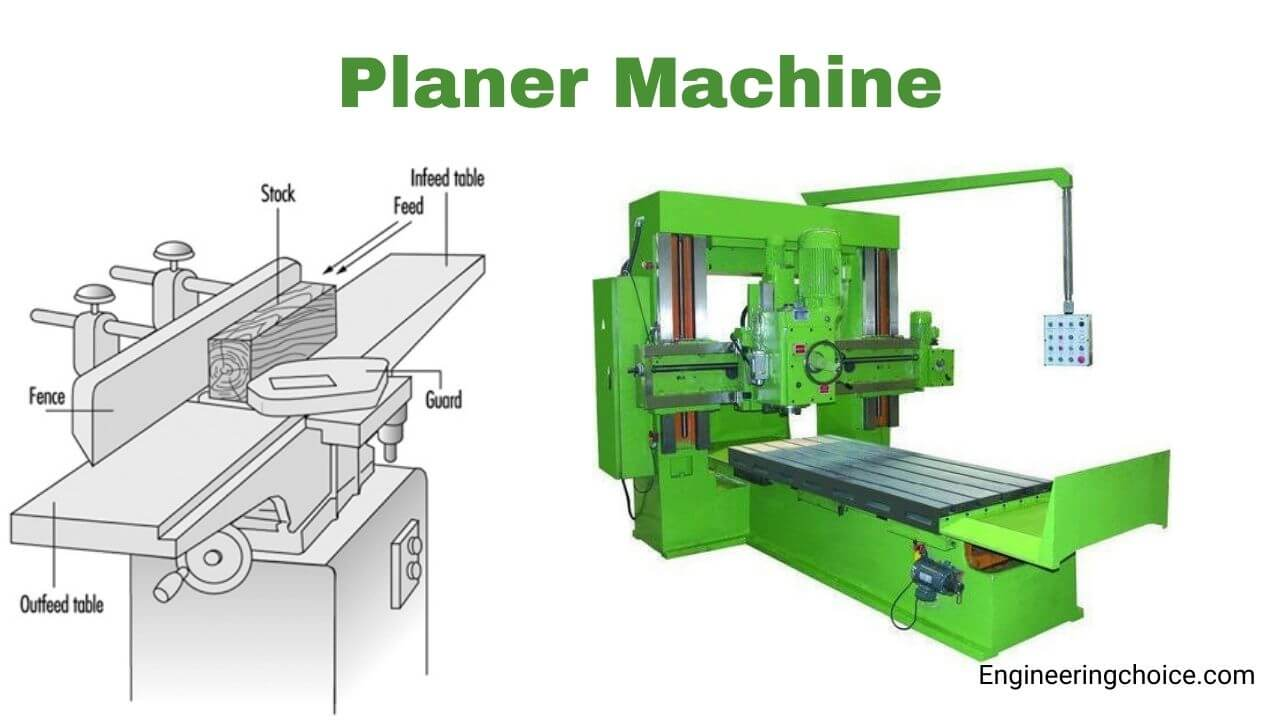 Planer Machine
Infeed table
Stock
Feed
Fence
Guard
Outfeed table
Engineeringchoice.com